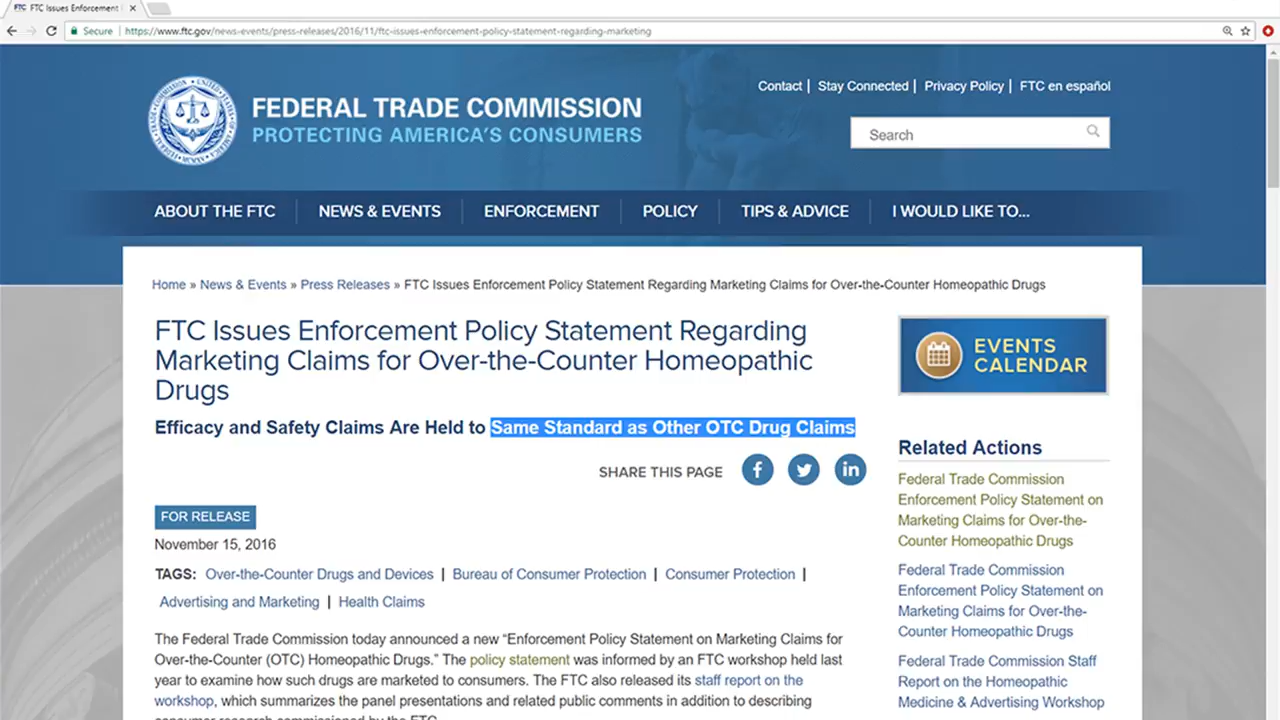 FTC FTC Issues Enforcement
Secure https://www.ftc.gov/news-events/press-releases/2016/11/ftc-issues-enforcement-policy-statement-regarding-marketing
Contact | Stay Connected | Privacy Policy | FTC en español
FEDERAL TRADE COMMISSION
PROTECTING AMERICA'S CONSUMERS
Search
ABOUT THE FTC NEWS & EVENTS ENFORCEMENT POLICY TIPS & ADVICE I WOULD LIKE TO...
Home » News & Events » Press Releases » FTC Issues Enforcement Policy Statement Regarding Marketing Claims for Over-the-Counter Homeopathic Drugs
FTC Issues Enforcement Policy Statement Regarding
Marketing Claims for Over-the-Counter Homeopathic
Drugs
Efficacy and Safety Claims Are Held to Same Standard as Other OTC Drug Claims
SHARE THIS PAGE
FOR RELEASE
November 15, 2016
TAGS: Over-the-Counter Drugs and Devices | Bureau of Consumer Protection | Consumer Protection |
Advertising and Marketing | Health Claims
The Federal Trade Commission today announced a new “Enforcement Policy Statement on Marketing Claims for
Over-the-Counter (OTC) Homeopathic Drugs.” The policy statement was informed by an FTC workshop held last
year to examine how such drugs are marketed to consumers. The FTC also released its staff report on the
workshop, which summarizes the panel presentations and related public comments in addition to describing
consumer research commissioned by the FTC.
EVENTS
CALENDAR
Related Actions
Federal Trade Commission
Enforcement Policy Statement on
Marketing Claims for Over-the-
Counter Homeopathic Drugs
Federal Trade Commission
Enforcement Policy Statement on
Marketing Claims for Over-the-
Counter Homeopathic Drugs
Federal Trade Commission Staff
Report on the Homeopathic
Medicine & Advertising Workshop